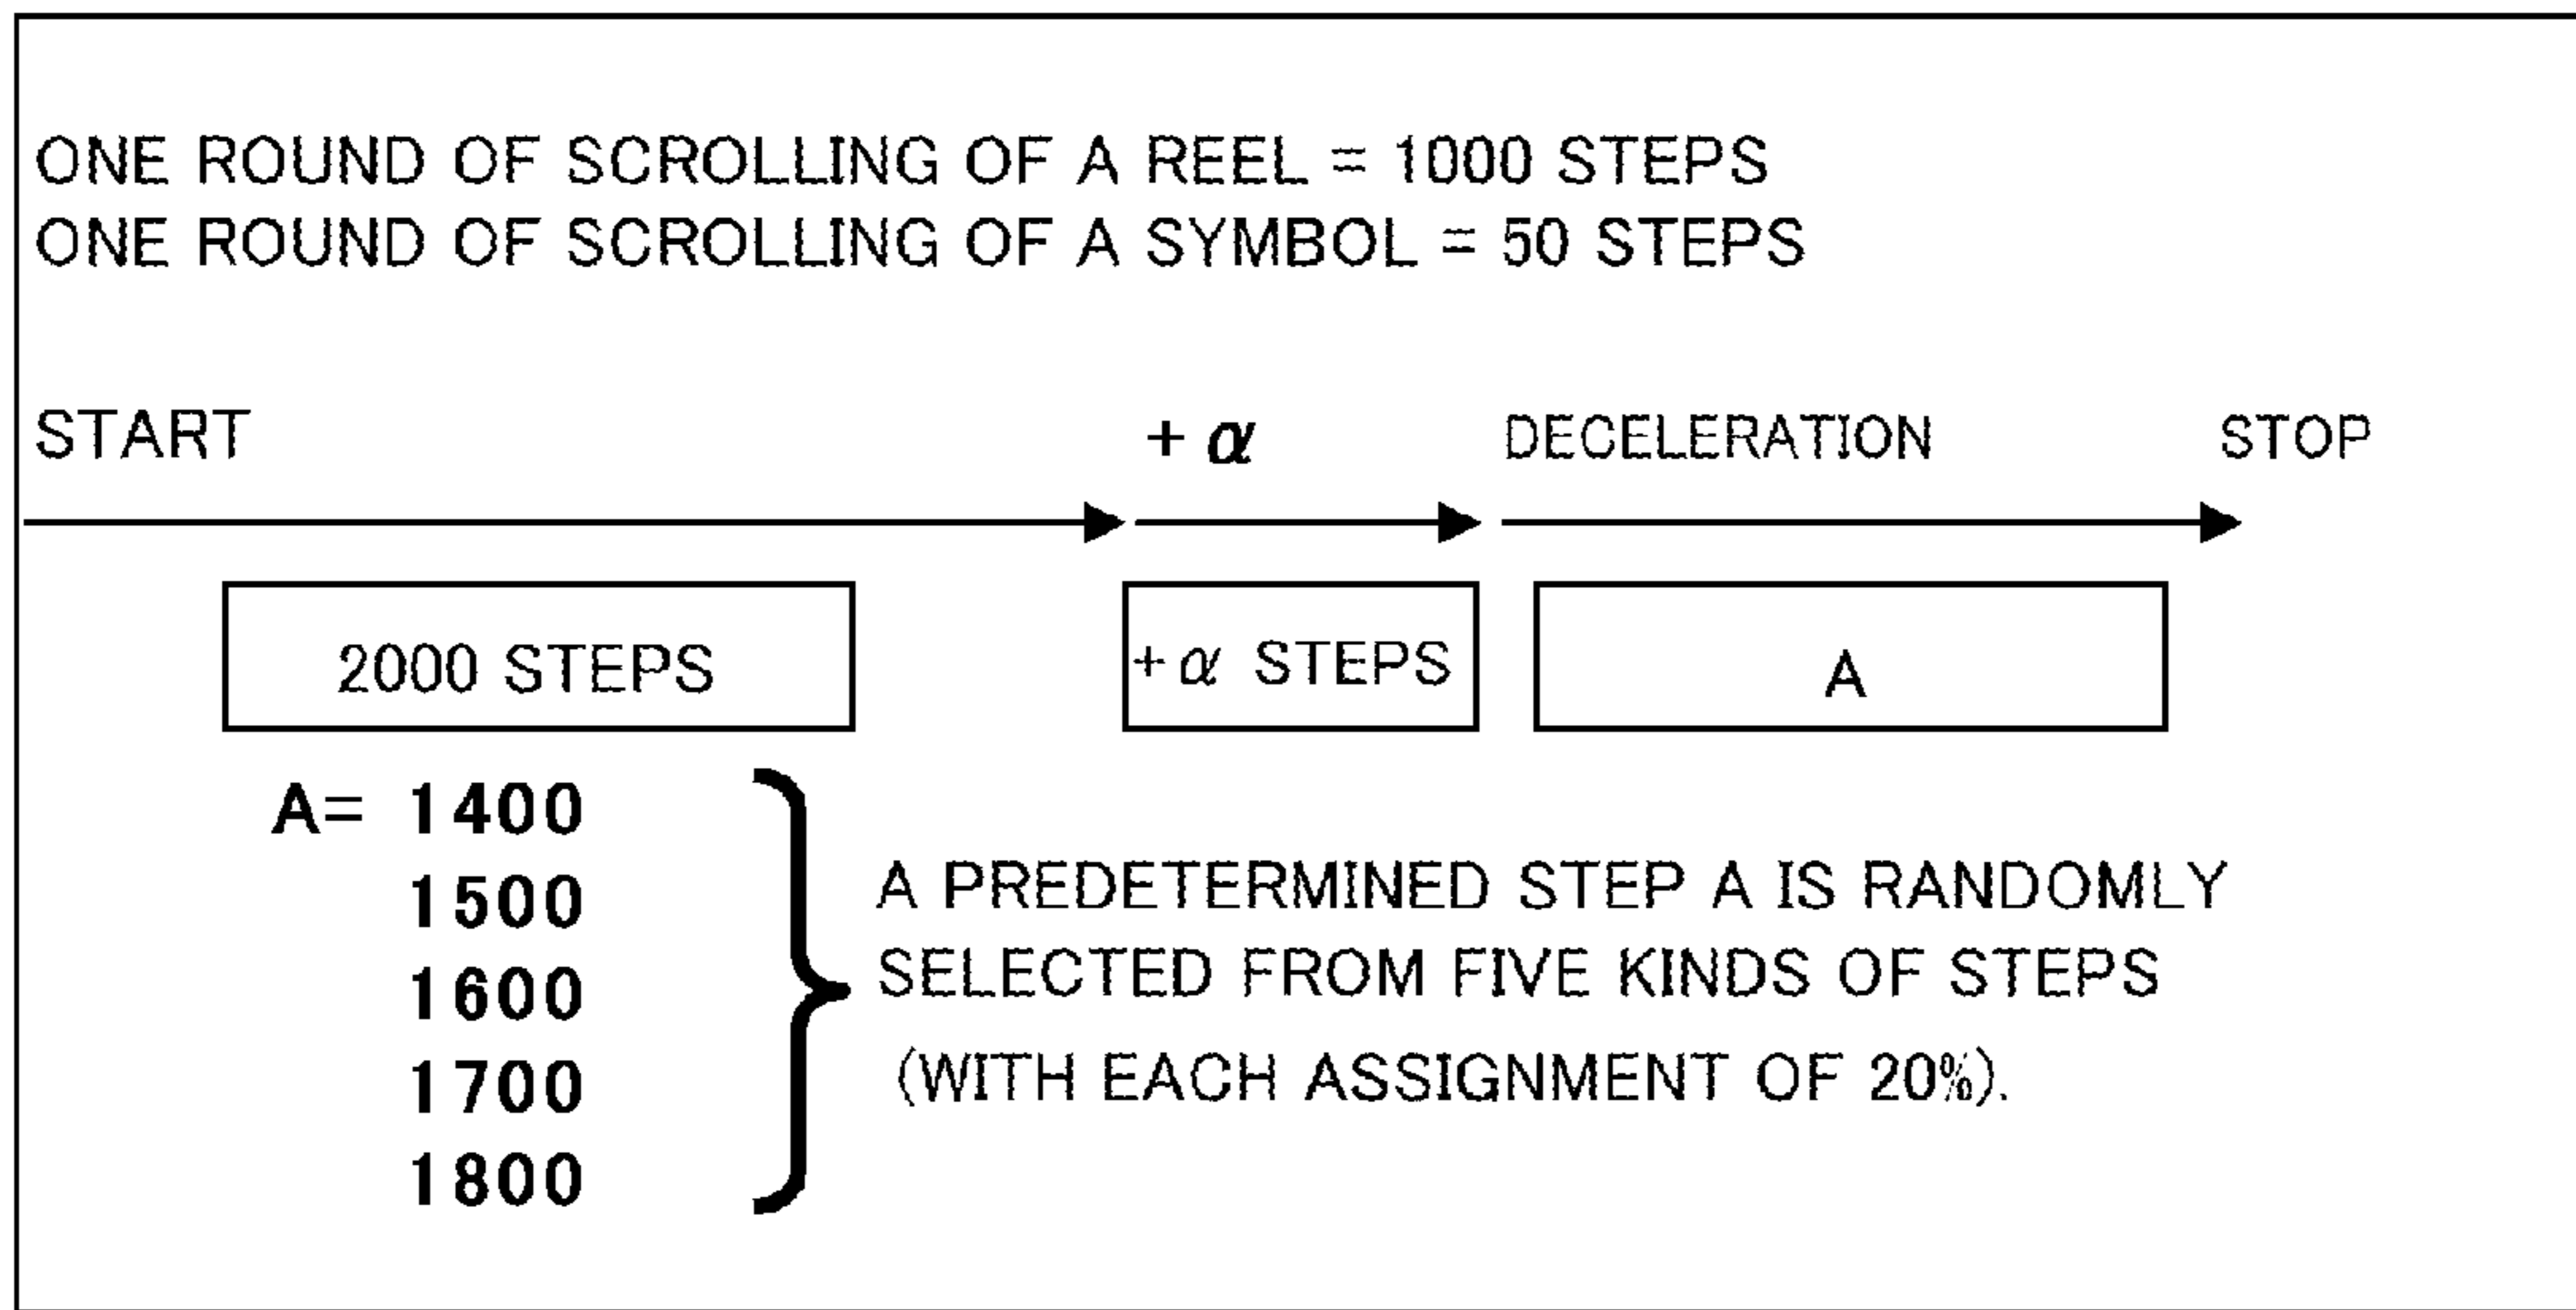 ONE ROUND OF SCROLLING OF A REEL = 1000 STEPS
ONE ROUND OF SCROLLING OF A SYMBOL = 50 STEPS
START +α DECELERATION STOP
2000 STEPS +α STEPS A
A= 1400
1500
1600
1700
1800
A PREDETERMINED STEP A IS RANDOMLY
SELECTED FROM FIVE KINDS OF STEPS
(WITH EACH ASSIGNMENT OF 20%).